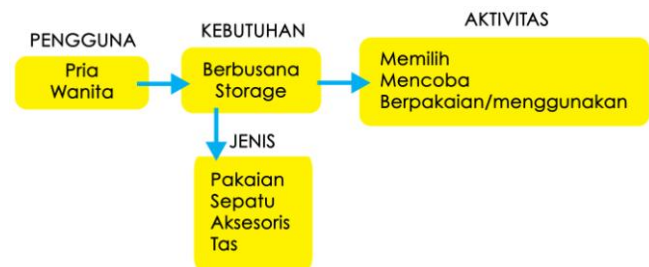 PENGGUNA
Pria
Wanita
KEBUTUHAN
Berbusana
Storage
AKTIVITAS
Memilih
Mencoba
Berpakaian/menggunakan
JENIS
Pakaian
Sepatu
Aksesoris
Tas